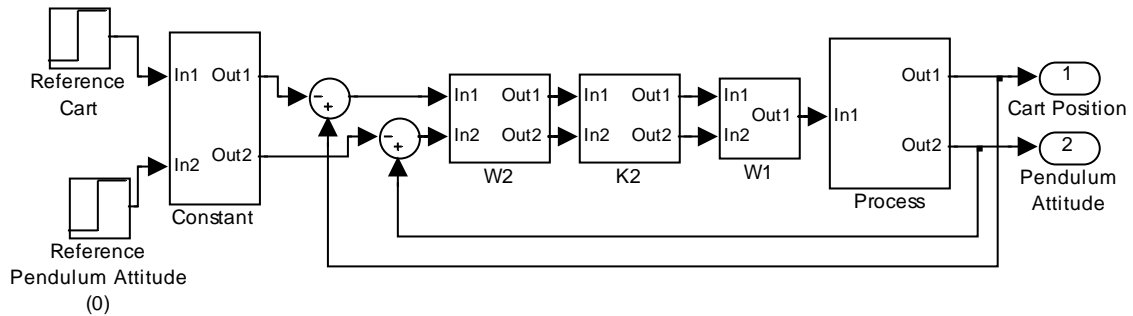 Reference
Cart
In1
Out1
In2
Out2
Constant
Reference
Pendulum Attitude
(0)
−
+
−
+
In1
Out1
In2
Out2
W2
In1
Out1
In2
Out2
K2
In1
Out1
In2
W1
In1
Out1
Out2
Process
1
Cart Position
2
Pendulum
Attitude